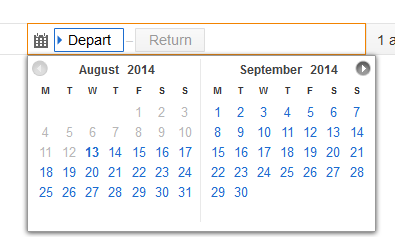 Depart – Return 1 a
August 2014 September 2014
M T W T F S S M T W T F S S
1 2 3 1 2 3 4 5 6 7
4 5 6 7 8 9 10 8 9 10 11 12 13 14
11 12 13 14 15 16 17 15 16 17 18 19 20 21
18 19 20 21 22 23 24 22 23 24 25 26 27 28
25 26 27 28 29 30 31 29 30